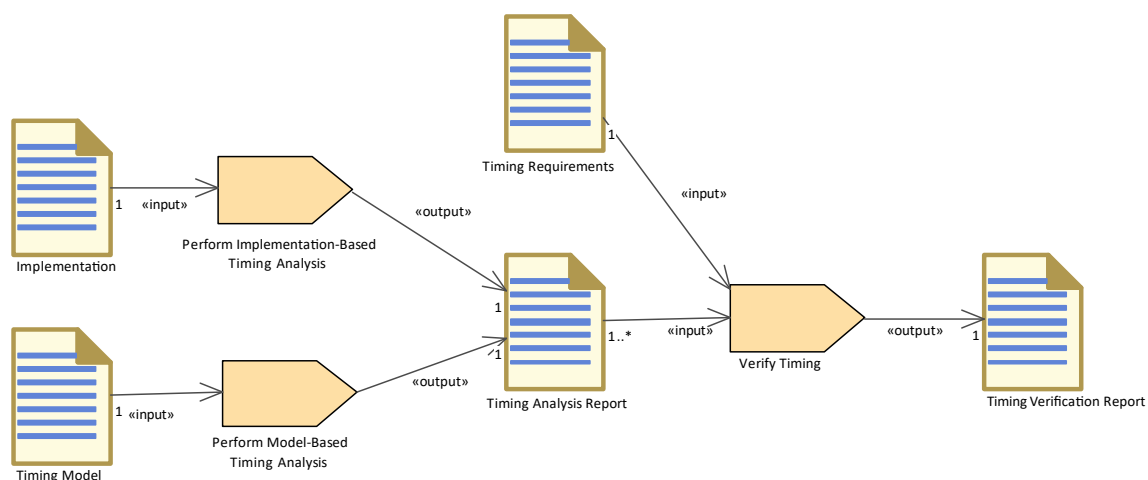 1
Timing Requirements
«input»
1
«input»
Implementation
Perform Implementation-Based
Timing Analysis
«output»
1
1
Timing Analysis Report
1..*
«input»
Verify Timing
«output»
1
Timing Verification Report
1
«input»
Timing Model
Perform Model-Based
Timing Analysis
«output»